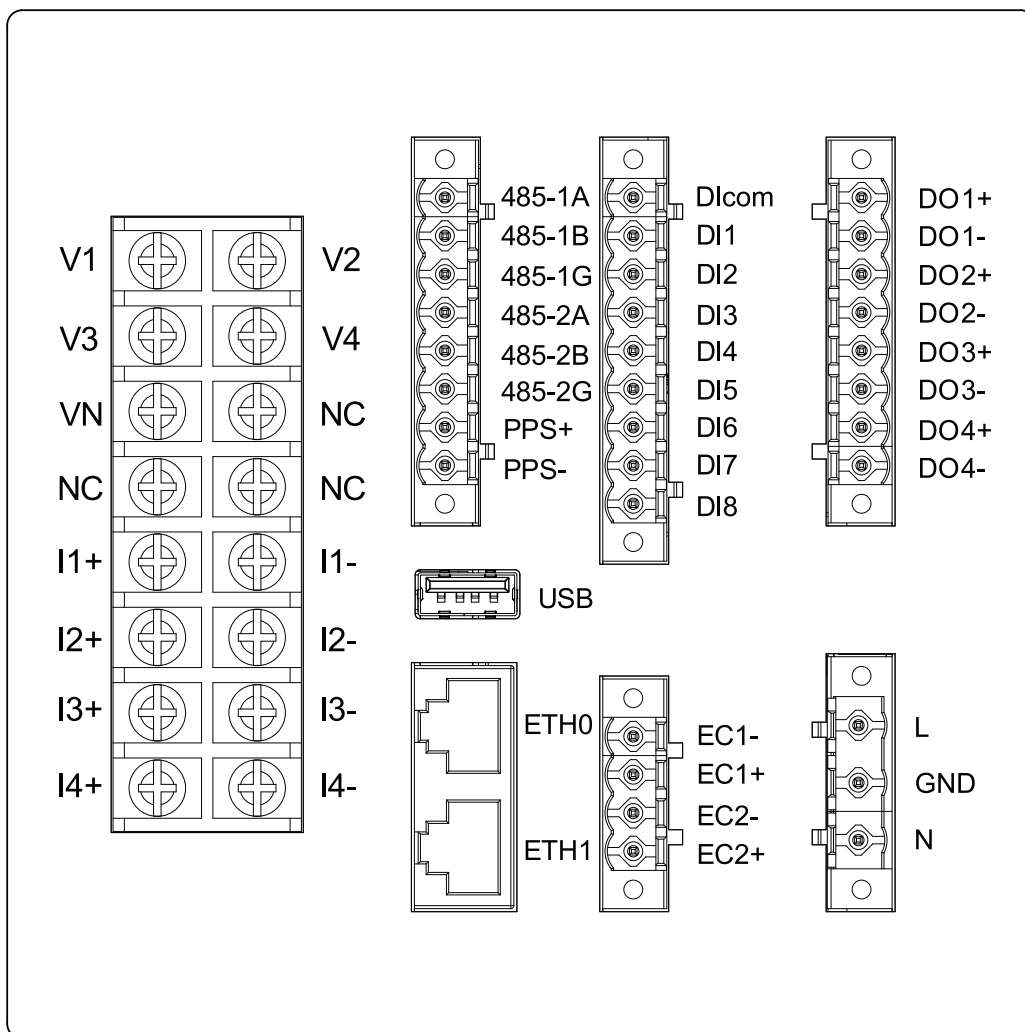 V1 V2
V3 V4
VN NC
NC NC
I1+ I1-
I2+ I2-
I3+ I3-
I4+ I4-
485-1A
485-1B
485-1G
485-2A
485-2B
485-2G
PPS+
PPS-
DIcom
DI1
DI2
DI3
DI4
DI5
DI6
DI7
DI8
DO1+
DO1-
DO2+
DO2-
DO3+
DO3-
DO4+
DO4-
USB
ETH0
ETH1
EC1-
EC1+
EC2-
EC2+
L
GND
N